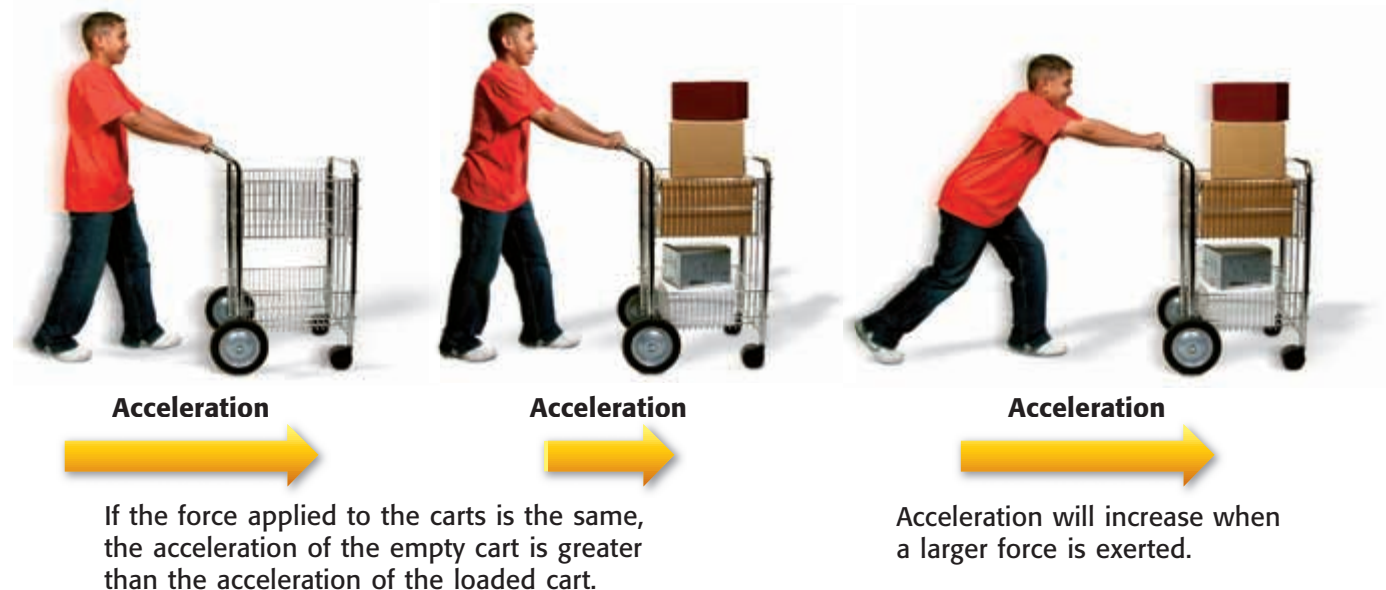 Acceleration
Acceleration
Acceleration
If the force applied to the carts is the same,
the acceleration of the empty cart is greater
than the acceleration of the loaded cart.
Acceleration will increase when
a larger force is exerted.